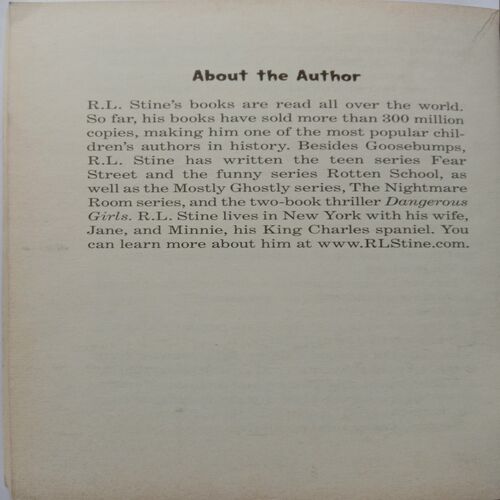 About the Author
R.L. Stine's books are read all over the world.
So far, his books have sold more than 300 million
copies, making him one of the most popular chil-
dren's authors in history. Besides Goosebumps,
R.L. Stine has written the teen series Fear
Street and the funny series Rotten School, as
well as the Mostly Ghostly series, The Nightmare
Room series, and the two-book thriller Dangerous
Girls. R.L. Stine lives in New York with his wife,
Jane, and Minnie, his King Charles spaniel. You
can learn more about him at www.RLStine.com.